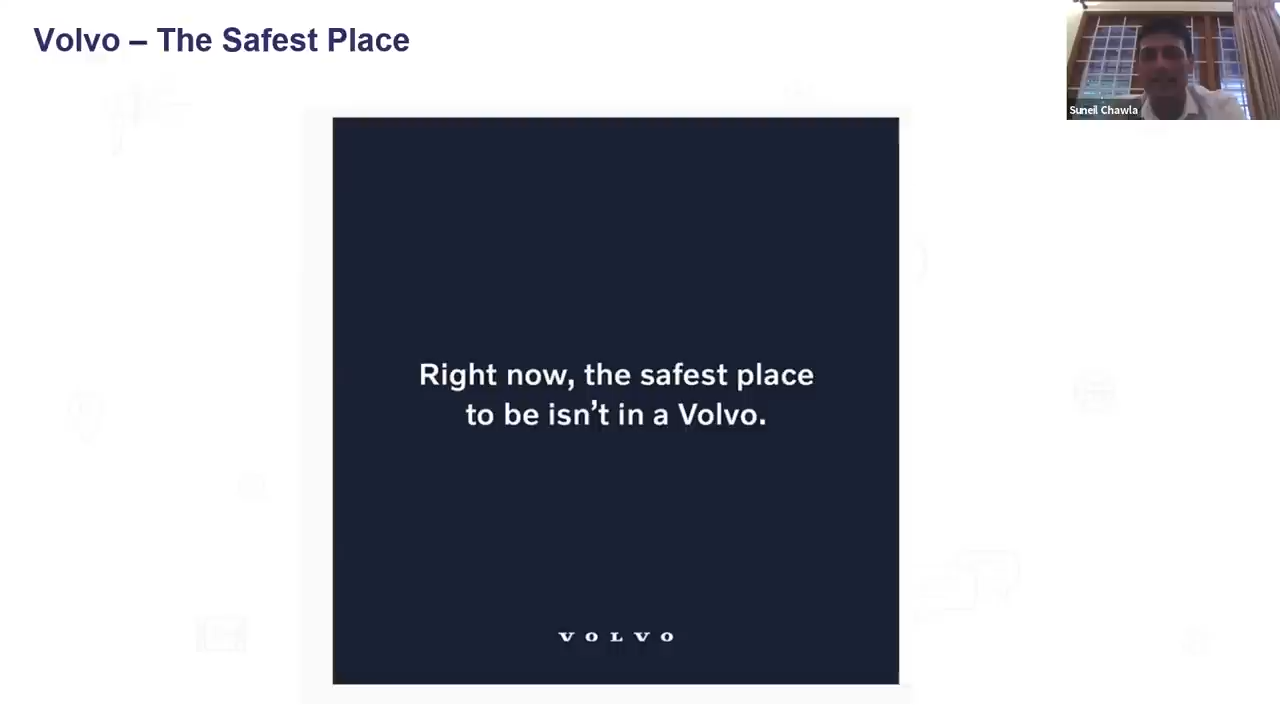 Volvo – The Safest Place
Suneil Chawla
Right now, the safest place
to be isn’t in a Volvo.
VOLVO